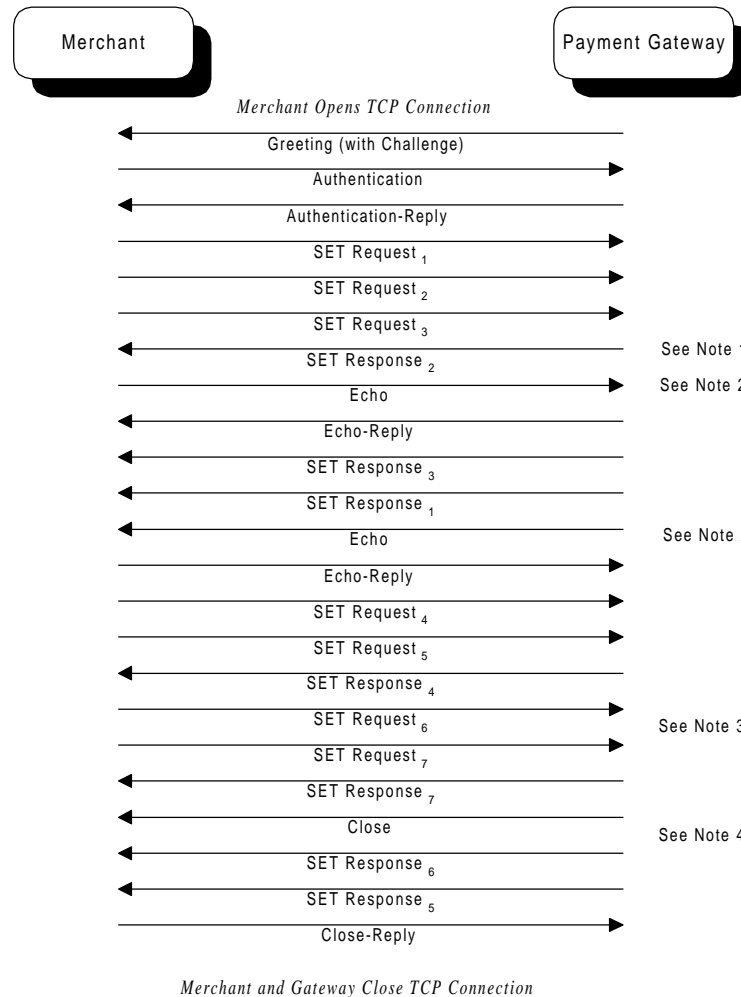 Merchant
Payment Gateway
Merchant Opens TCP Connection
Greeting (with Challenge)
Authentication
Authentication-Reply
SET Request 1
SET Request 2
SET Request 3
SET Response 2
See Note 1
Echo
See Note 2
Echo-Reply
SET Response 3
SET Response 1
Echo
See Note
Echo-Reply
SET Request 4
SET Request 5
SET Response 4
SET Request 6
See Note 3
SET Request 7
SET Response 7
Close
See Note 4
SET Response 6
SET Response 5
Close-Reply
Merchant and Gateway Close TCP Connection